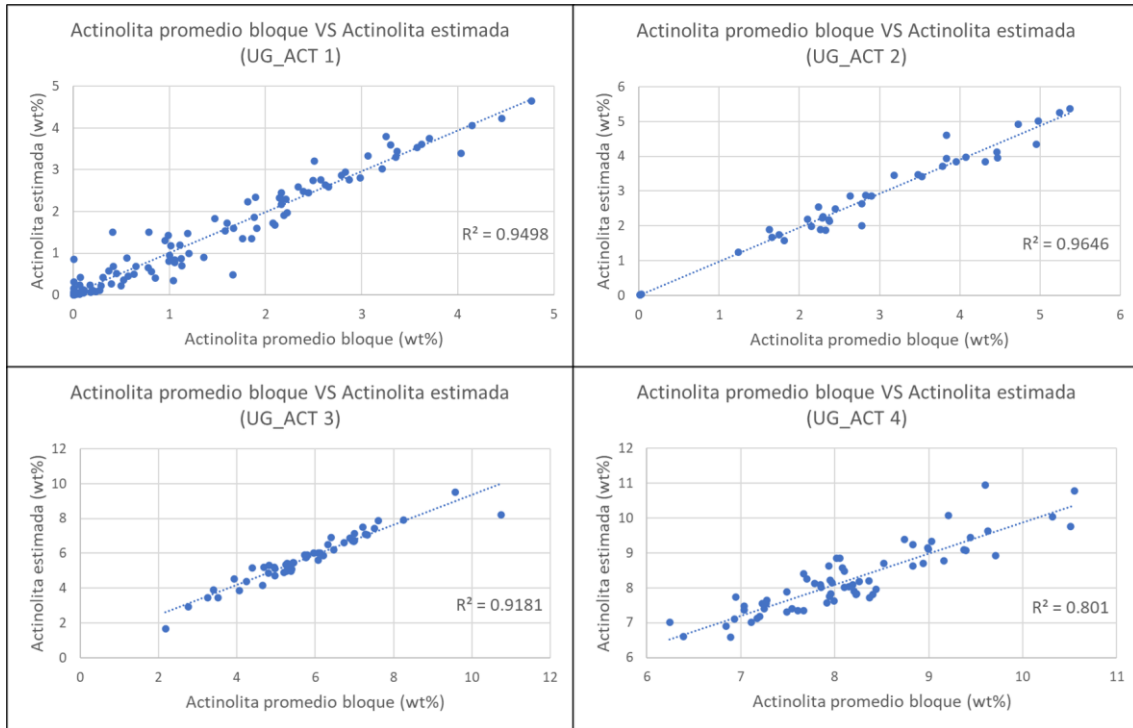 Actinolita promedio bloque VS Actinolita estimada
(UG_ACT 1)
Actinolita estimada (wt%)
5
4
3
2
1
0
R² = 0.9498
0 1 2 3 4 5
Actinolita promedio bloque (wt%)
Actinolita promedio bloque VS Actinolita estimada
(UG_ACT 2)
Actinolita estimada (wt%)
6
5
4
3
2
1
0
R² = 0.9646
0 1 2 3 4 5 6
Actinolita promedio bloque (wt%)
Actinolita promedio bloque VS Actinolita estimada
(UG_ACT 3)
Actinolita estimada (wt%)
12
10
8
6
4
2
0
R² = 0.9181
0 2 4 6 8 10 12
Actinolita promedio bloque (wt%)
Actinolita promedio bloque VS Actinolita estimada
(UG_ACT 4)
Actinolita estimada (wt%)
12
11
10
9
8
7
6
R² = 0.801
6 7 8 9 10 11
Actinolita promedio bloque (wt%)